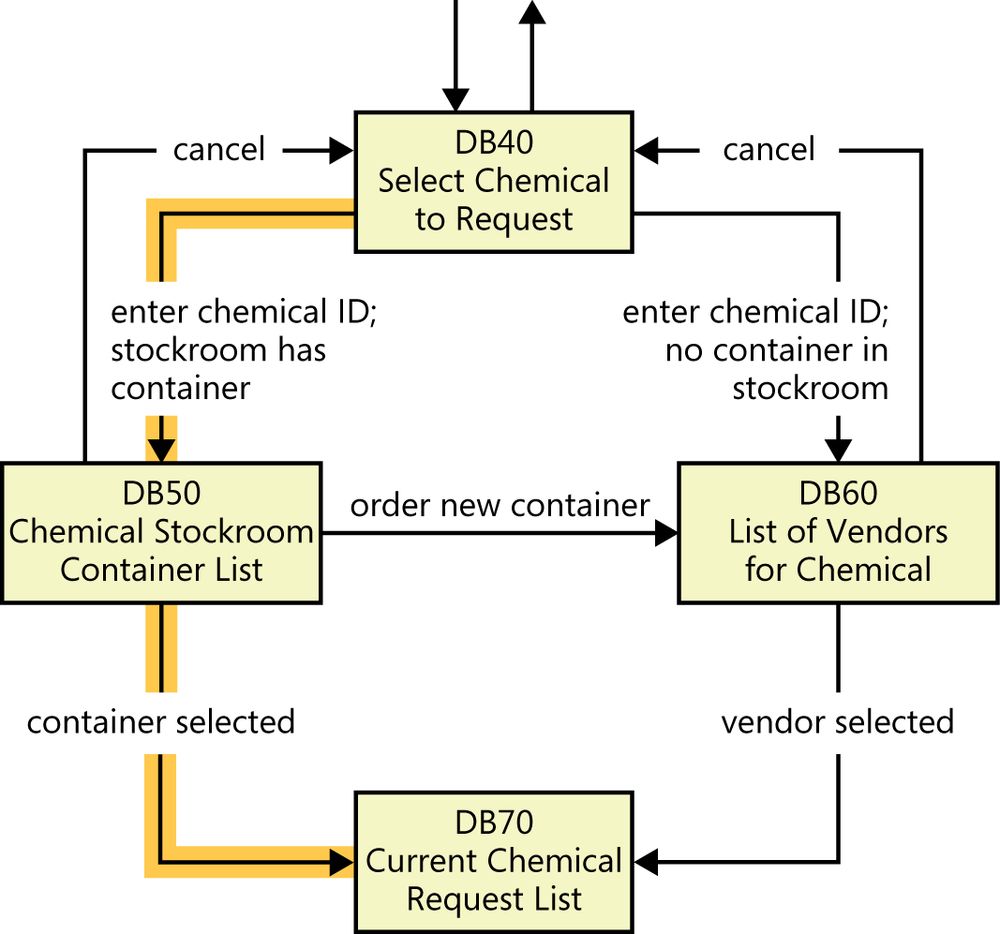 DB40
Select Chemical
to Request
cancel
cancel
enter chemical ID;
stockroom has
container
enter chemical ID;
no container in
stockroom
DB50
Chemical Stockroom
Container List
order new container
DB60
List of Vendors
for Chemical
container selected
vendor selected
DB70
Current Chemical
Request List